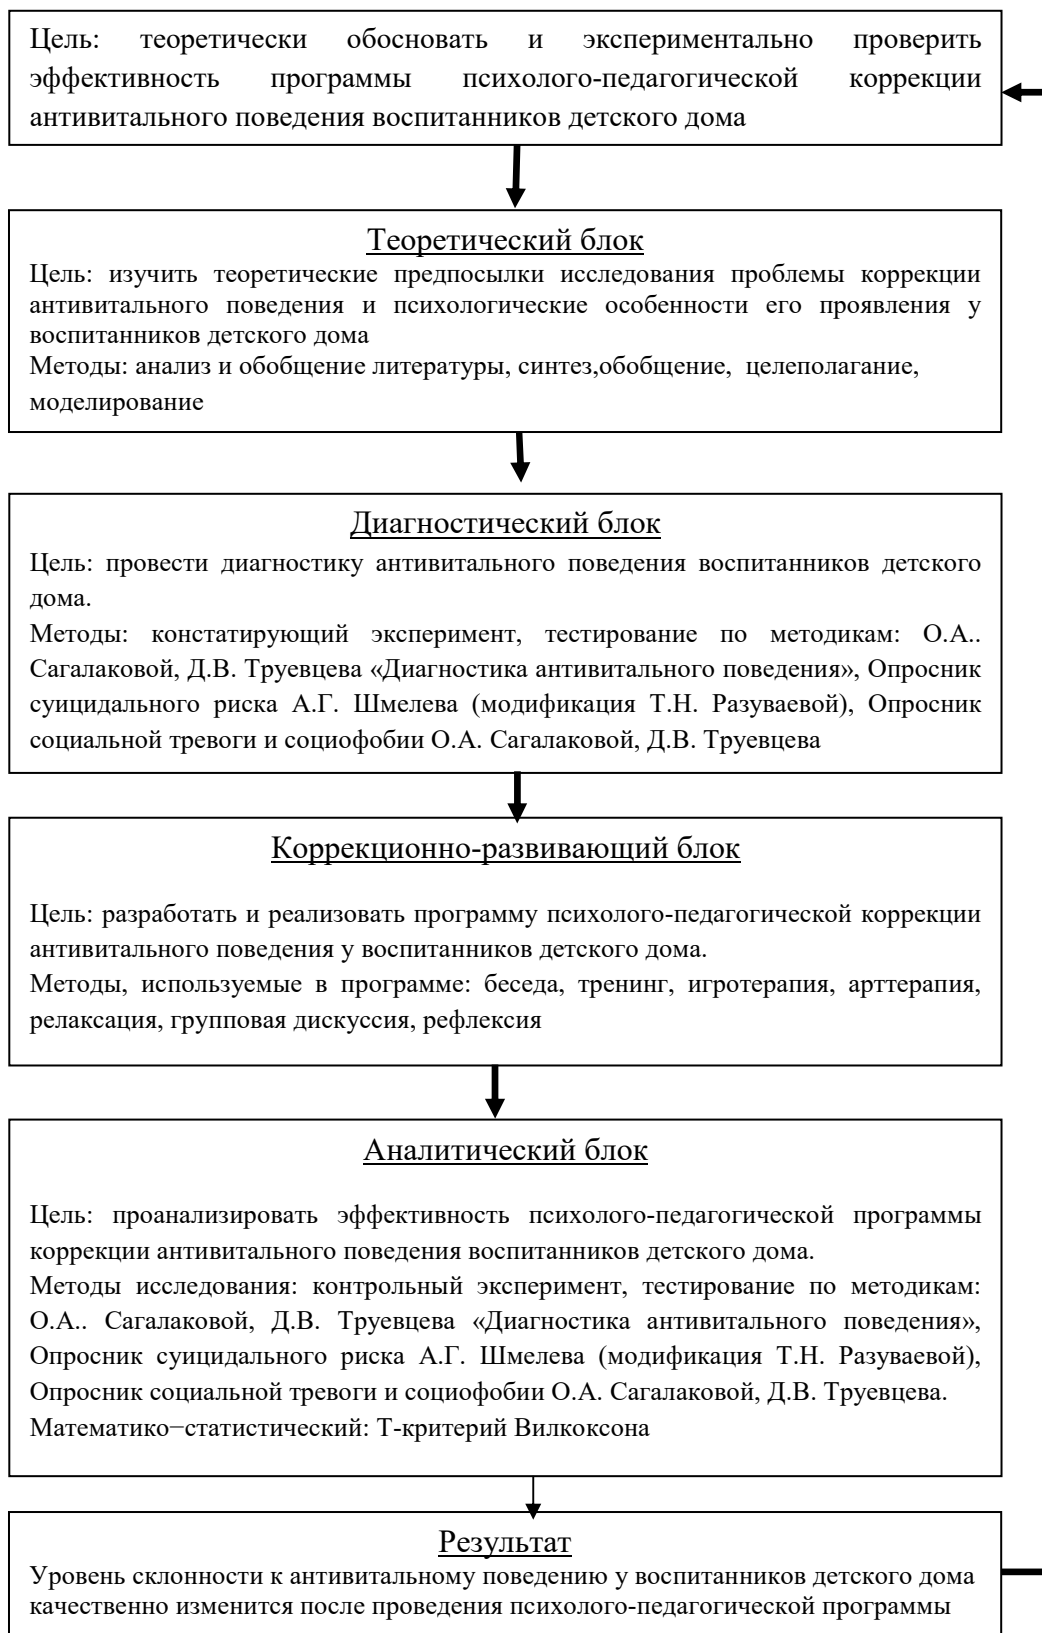 Цель: теоретически обосновать и экспериментально проверить
эффективность программы психолого-педагогической коррекции
антивитального поведения воспитанников детского дома
Теоретический блок
Цель: изучить теоретические предпосылки исследования проблемы коррекции
антивитального поведения и психологические особенности его проявления у
воспитанников детского дома
Методы: анализ и обобщение литературы, синтез,обобщение, целеполагание,
моделирование
Диагностический блок
Цель: провести диагностику антивитального поведения воспитанников детского
дома.
Методы: констатирующий эксперимент, тестирование по методикам: О.А..
Сагалаковой, Д.В. Труевцева «Диагностика антивитального поведения», Опросник
суицидального риска А.Г. Шмелева (модификация Т.Н. Разуваевой), Опросник
социальной тревоги и социофобии О.А. Сагалаковой, Д.В. Труевцева
Коррекционно-развивающий блок
Цель: разработать и реализовать программу психолого-педагогической коррекции
антивитального поведения у воспитанников детского дома.
Методы, используемые в программе: беседа, тренинг, игротерапия, арттерапия,
релаксация, групповая дискуссия, рефлексия
Аналитический блок
Цель: проанализировать эффективность психолого-педагогической программы
коррекции антивитального поведения воспитанников детского дома.
Методы исследования: контрольный эксперимент, тестирование по методикам:
О.А.. Сагалаковой, Д.В. Труевцева «Диагностика антивитального поведения»,
Опросник суицидального риска А.Г. Шмелева (модификация Т.Н. Разуваевой),
Опросник социальной тревоги и социофобии О.А. Сагалаковой, Д.В. Труевцева.
Математико−статистический: Т-критерий Вилкоксона
Результат
Уровень склонности к антивитальному поведению у воспитанников детского дома
качественно изменится после проведения психолого-педагогической программы